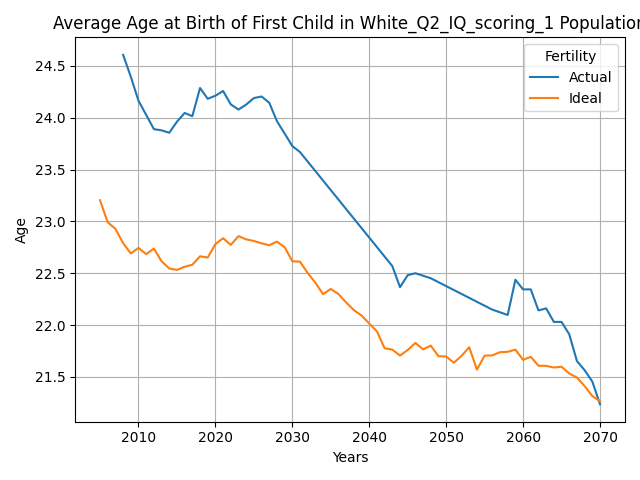 Average Age at Birth of First Child in White_Q2_IQ_scoring_1 Population
Fertility
Actual
Ideal
24.5
24.0
23.5
23.0
22.5
22.0
21.5
Age
2010 2020 2030 2040 2050 2060 2070
Years